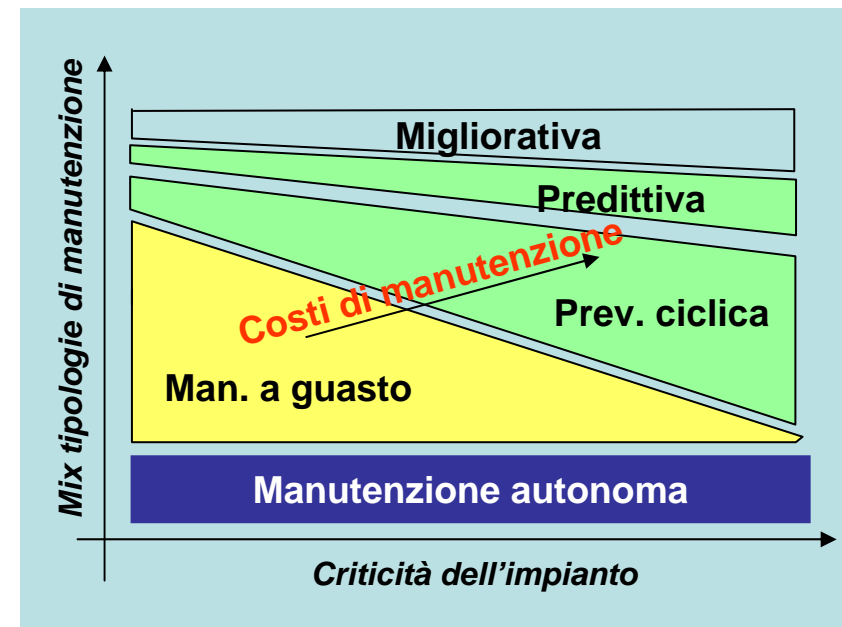 Mix tipologie di manutenzione
Migliorativa
Predittiva
Costi di manutenzione
Prev. ciclica
Man. a guasto
Manutenzione autonoma
Criticità dell’impianto